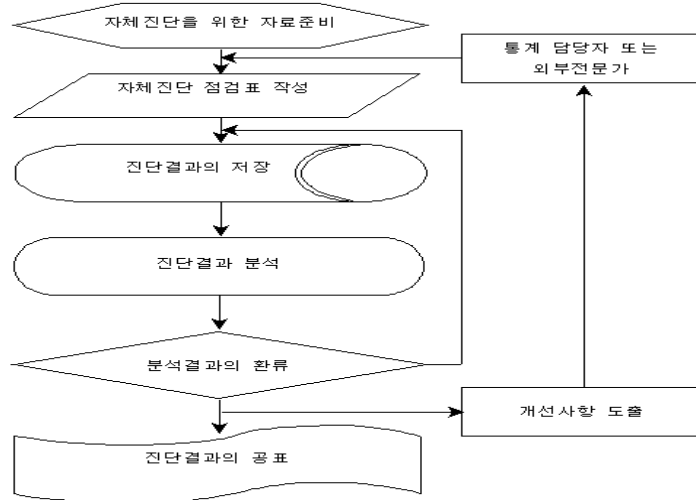 자체진단을 위한 자료준비
통계 담당자 또는
외부전문가
자체진단 점검표 작성
진단결과의 저장
진단결과 분석
분석결과의 환류
개선사항 도출
진단결과의 공표